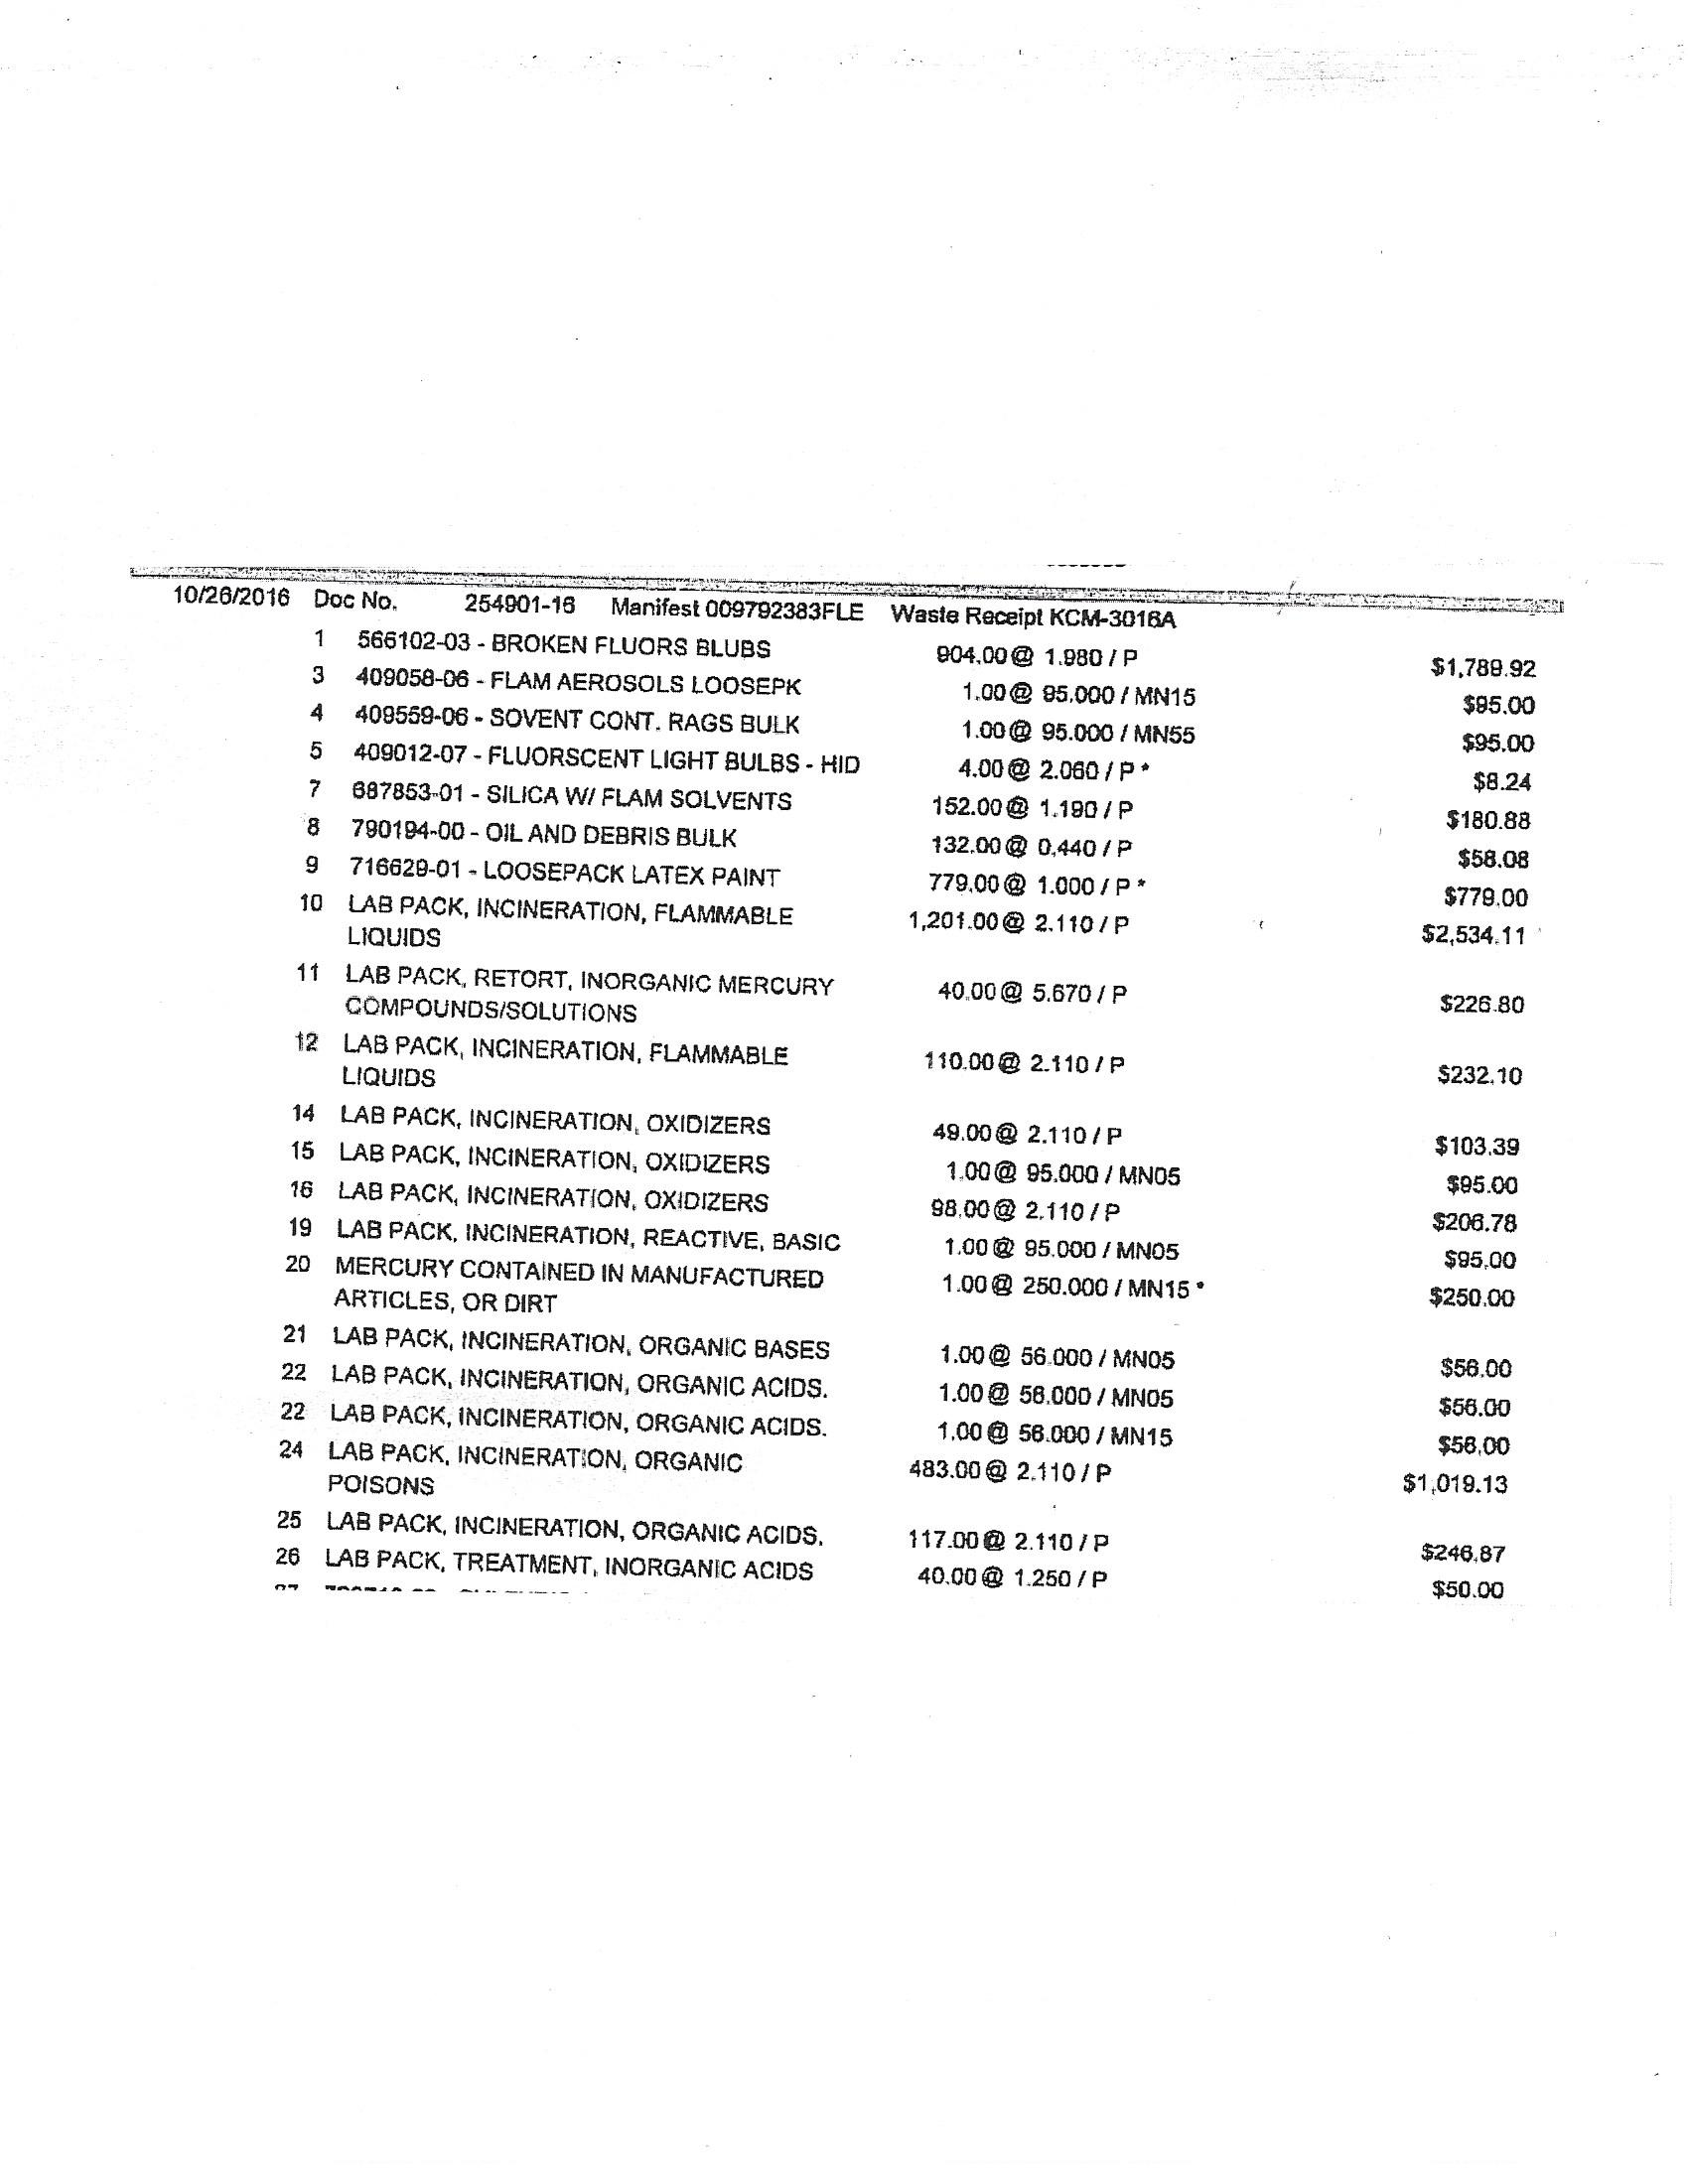 10/26/2016 Doc No. 254901-16 Manifest 009792383FLE Waste Receipt KCM-3016A
1 566102-03 - BROKEN FLUORS BLUBS 904.00@ 1.980 / P $1,789.92
3 409058-06 - FLAM AEROSOLS LOOSEPK 1.00@ 95.000 / MN15 $95.00
4 409559-06 - SOVENT CONT. RAGS BULK 1.00@ 95.000 / MN55 $95.00
5 409012-07 - FLUORSCENT LIGHT BULBS - HID 4.00@ 2.060 / P * $8.24
7 687853-01 - SILICA W/ FLAM SOLVENTS 152.00@ 1.190 / P $180.88
8 790194-00 - OIL AND DEBRIS BULK 132.00@ 0.440 / P $58.08
9 716629-01 - LOOSEPACK LATEX PAINT 779.00@ 1.000 / P * $779.00
10 LAB PACK, INCINERATION, FLAMMABLE 1,201.00@ 2.110 / P $2,534.11
LIQUIDS
11 LAB PACK, RETORT, INORGANIC MERCURY 40.00@ 5.670 / P $226.80
COMPOUNDS/SOLUTIONS
12 LAB PACK, INCINERATION, FLAMMABLE 110.00@ 2.110 / P $232.10
LIQUIDS
14 LAB PACK, INCINERATION, OXIDIZERS 49.00@ 2.110 / P $103.39
15 LAB PACK, INCINERATION, OXIDIZERS 1.00@ 95.000 / MN05 $95.00
16 LAB PACK, INCINERATION, OXIDIZERS 98.00@ 2.110 / P $206.78
19 LAB PACK, INCINERATION, REACTIVE, BASIC 1.00@ 95.000 / MN05 $95.00
20 MERCURY CONTAINED IN MANUFACTURED 1.00@ 250.000 / MN15 * $250.00
ARTICLES, OR DIRT
21 LAB PACK, INCINERATION, ORGANIC BASES 1.00@ 56.000 / MN05 $56.00
22 LAB PACK, INCINERATION, ORGANIC ACIDS. 1.00@ 56.000 / MN05 $56.00
22 LAB PACK, INCINERATION, ORGANIC ACIDS. 1.00@ 56.000 / MN15 $56.00
24 LAB PACK, INCINERATION, ORGANIC 483.00@ 2.110 / P $1,019.13
POISONS
25 LAB PACK, INCINERATION, ORGANIC ACIDS. 117.00@ 2.110 / P $246.87
26 LAB PACK, TREATMENT, INORGANIC ACIDS 40.00@ 1.250 / P $50.00